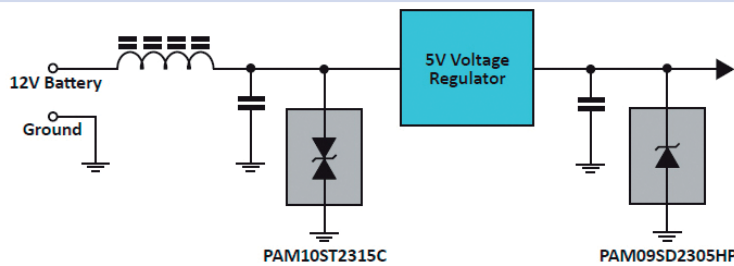 12V Battery
Ground
5V Voltage
Regulator
PAM10ST2315C
PAM09SD2305HP